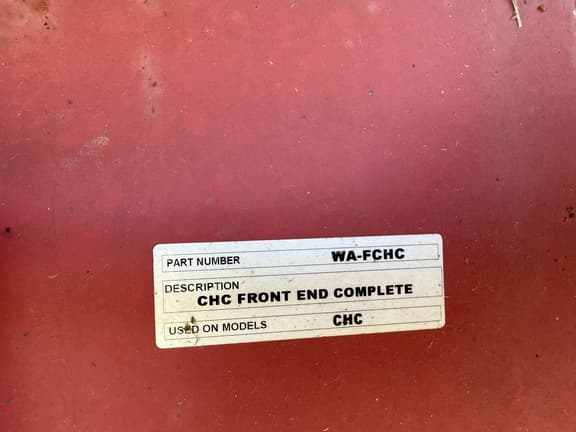 PART NUMBER WA-FCHC
DESCRIPTION
CHC FRONT END COMPLETE
USED ON MODELS CHC